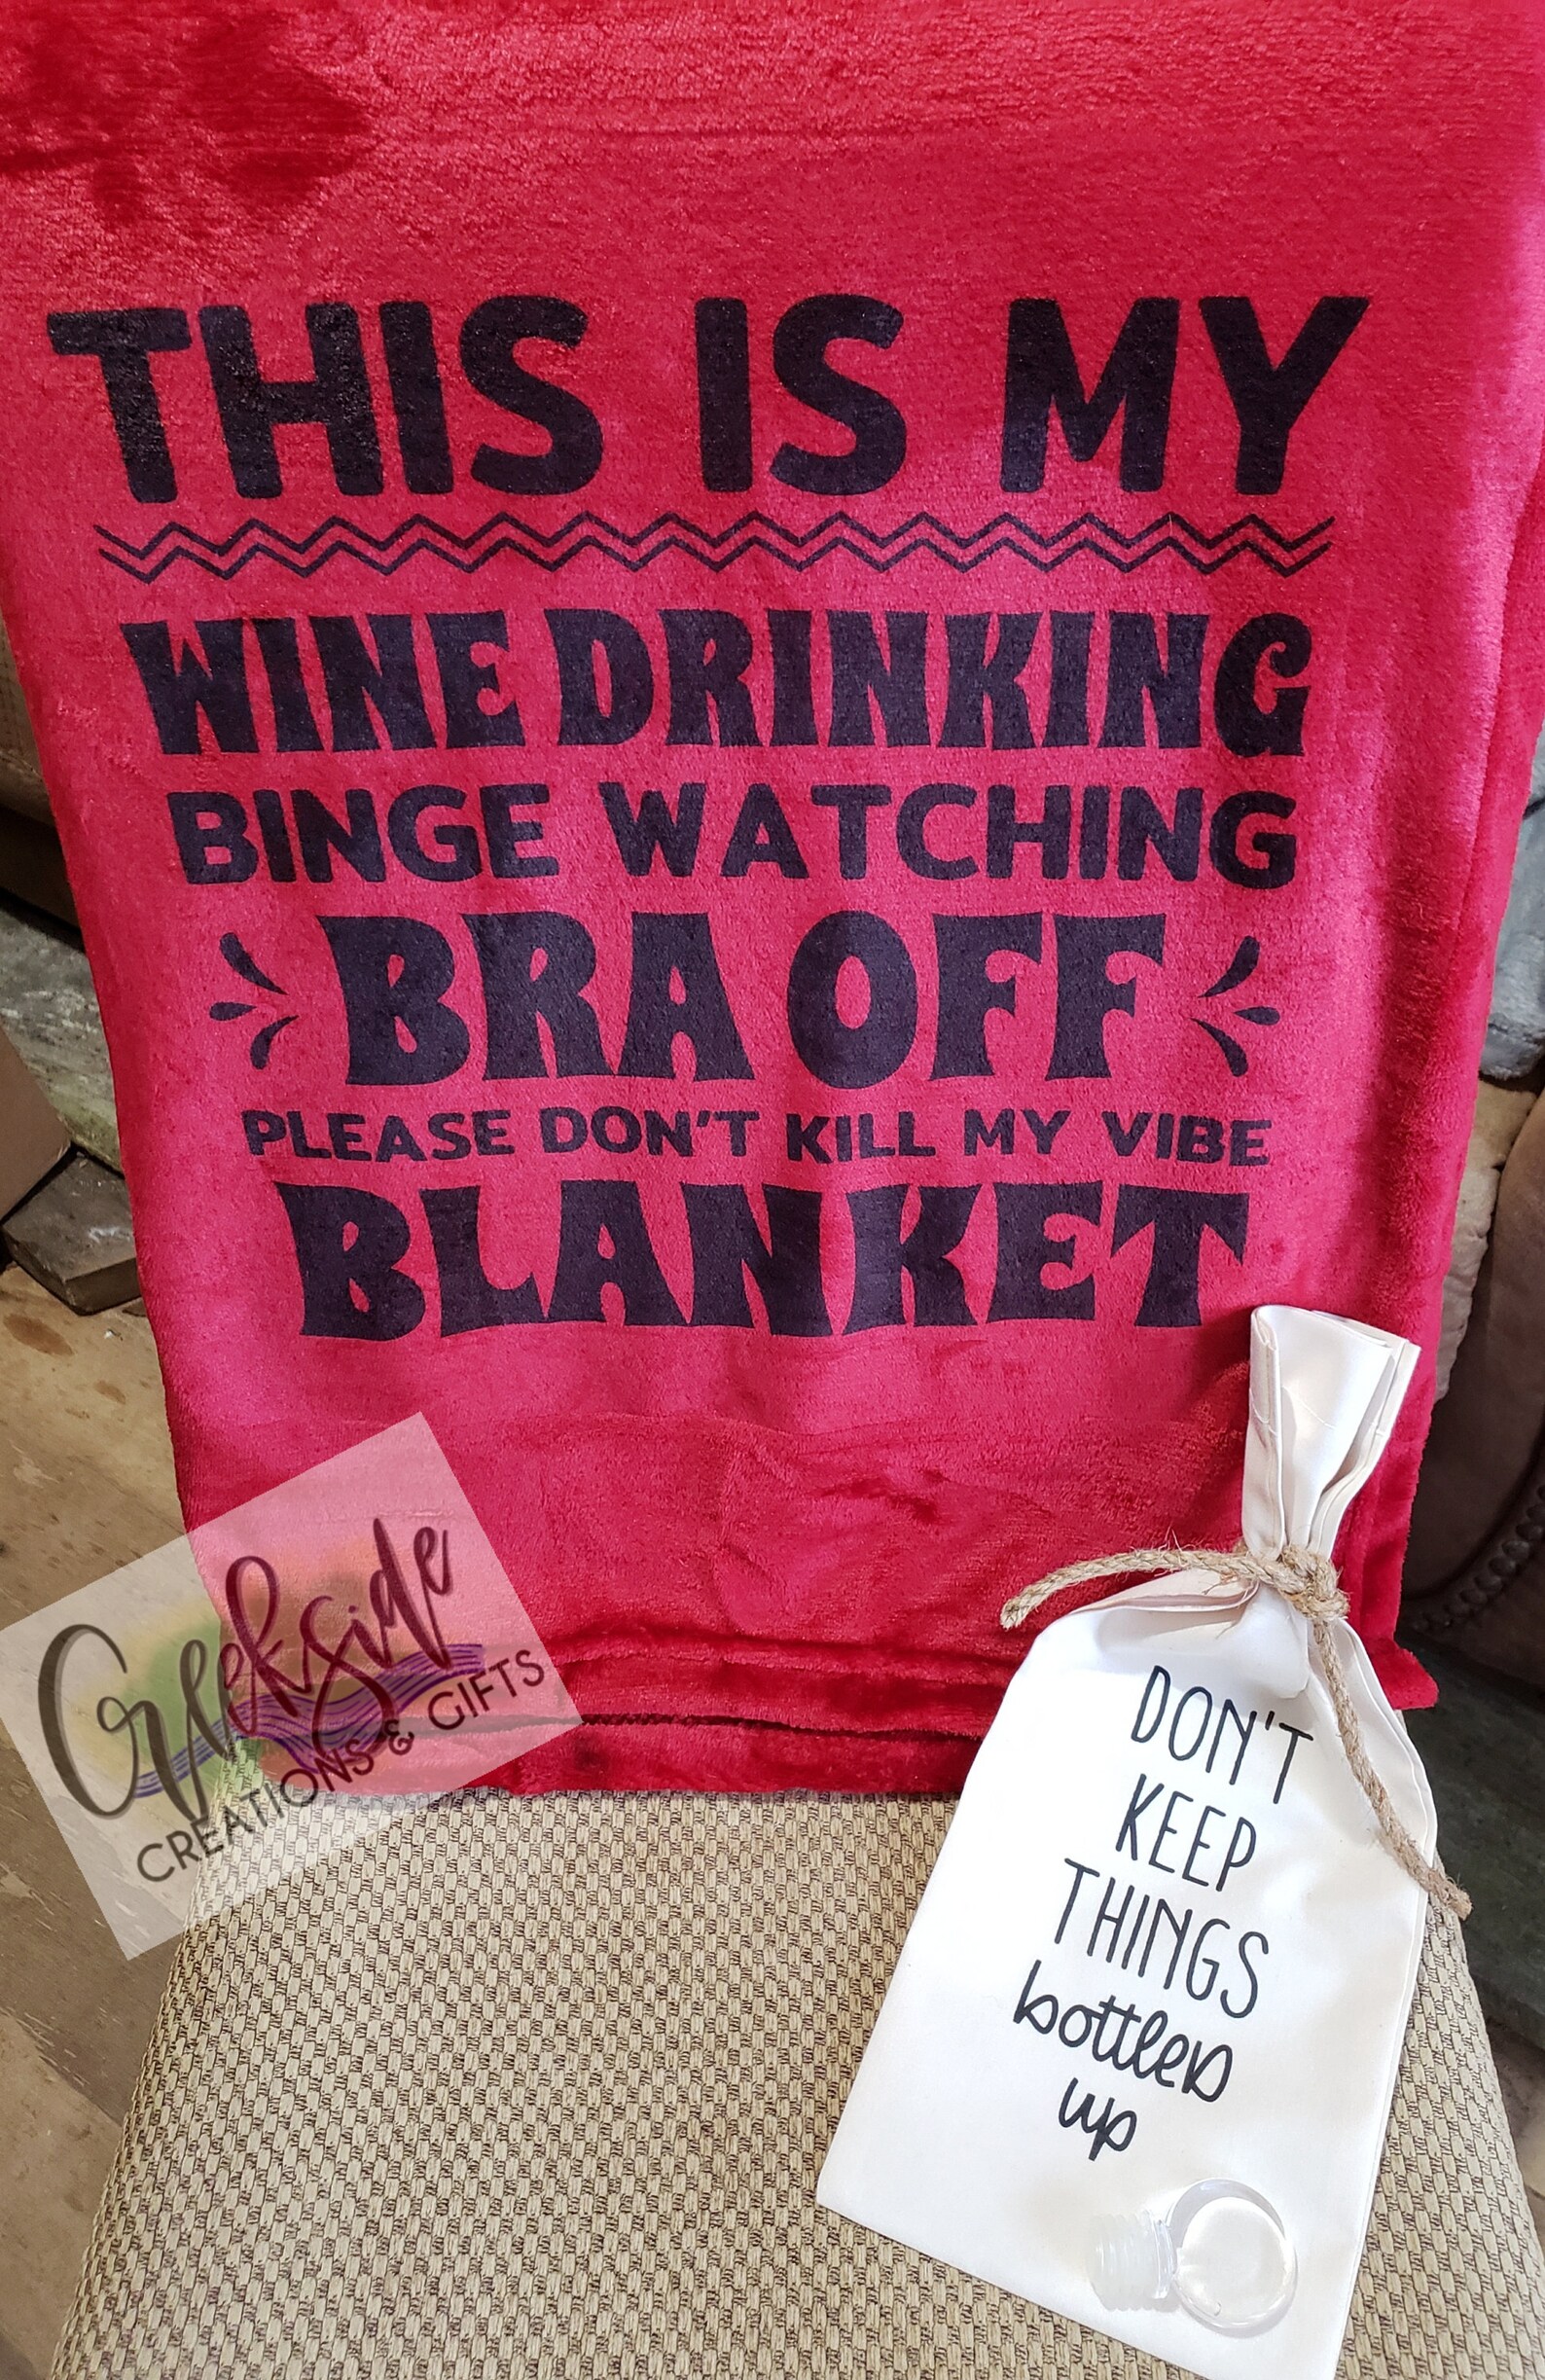 THIS IS MY
WINE DRINKING
BINGE WATCHING
BRA OFF
PLEASE DON'T KILL MY VIBE
BLANKET
Creekside
CREATIONS & GIFTS
DON'T
KEEP
THINGS
bottled
up